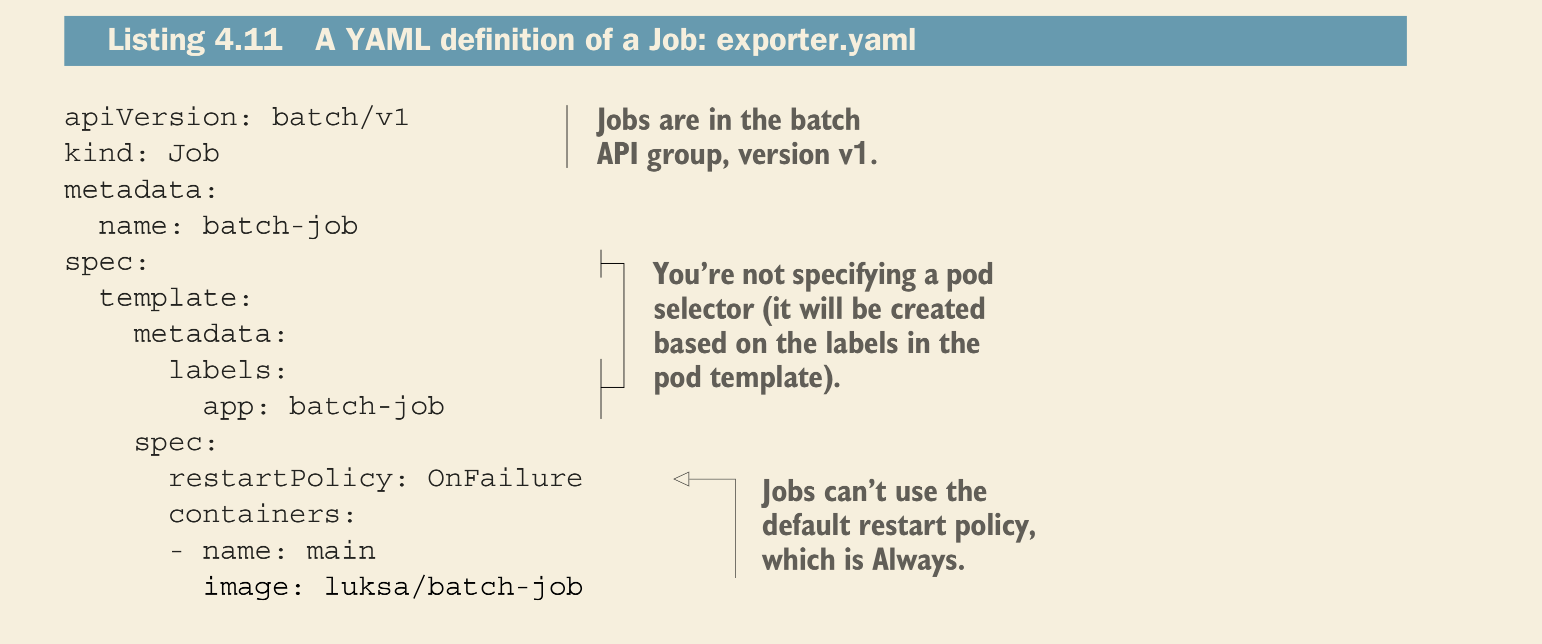 Listing 4.11 A YAML definition of a Job: exporter.yaml
apiVersion: batch/v1
kind: Job
metadata:
  name: batch-job
spec:
  template:
    metadata:
      labels:
        app: batch-job
    spec:
      restartPolicy: OnFailure
      containers:
      - name: main
        image: luksa/batch-job
Jobs are in the batch
API group, version v1.
You’re not specifying a pod
selector (it will be created
based on the labels in the
pod template).
Jobs can’t use the
default restart policy,
which is Always.